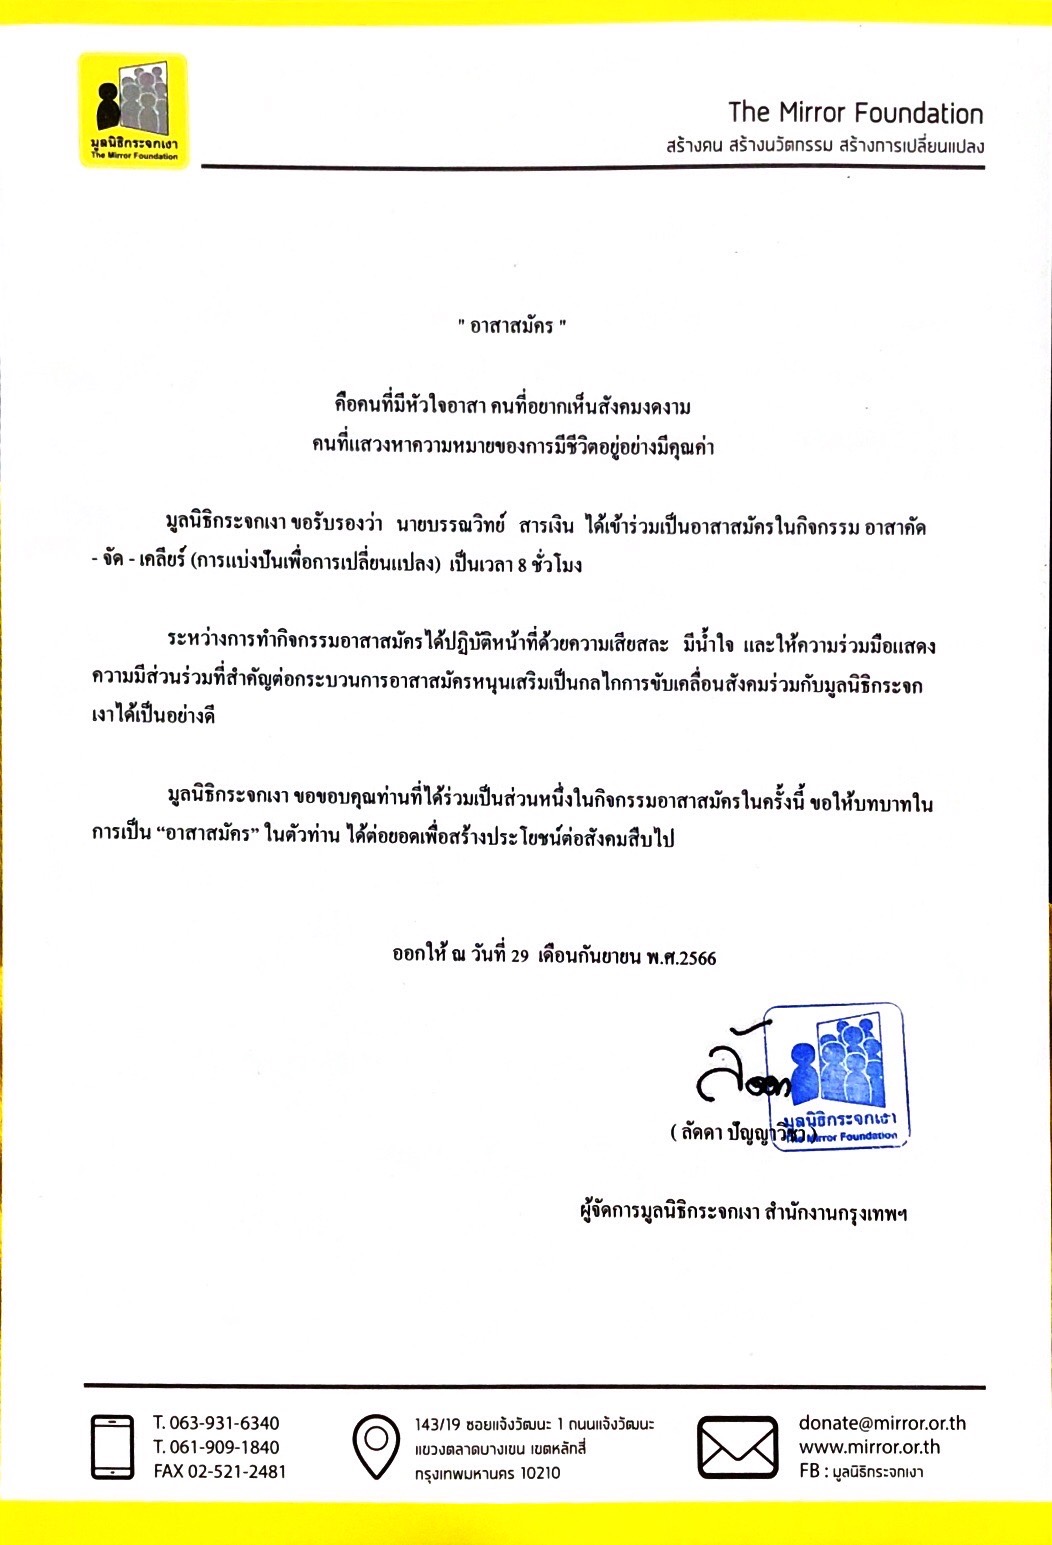 มูลนิธิกระจกเงา
The Mirror Foundation
The Mirror Foundation
สร้างคน สร้างนวัตกรรม สร้างการเปลี่ยนแปลง
" อาสาสมัคร "
คือคนที่มีหัวใจอาสา คนที่อยากเห็นสังคมงดงาม
คนที่แสวงหาความหมายของการมีชีวิตอยู่อย่างมีคุณค่า
มูลนิธิกระจกเงา ขอรับรองว่า นายบรรณวิทย์ สารเงิน ได้เข้าร่วมเป็นอาสาสมัครในกิจกรรม อาสาคัด
- จัด - เคลียร์ (การแบ่งปันเพื่อการเปลี่ยนแปลง) เป็นเวลา 8 ชั่วโมง
ระหว่างการทำกิจกรรมอาสาสมัครได้ปฏิบัติหน้าที่ด้วยความเสียสละ มีน้ำใจ และให้ความร่วมมือแสดง
ความมีส่วนร่วมที่สำคัญต่อกระบวนการอาสาสมัครหนุนเสริมเป็นกลไกการขับเคลื่อนสังคมร่วมกับมูลนิธิกระจก
เงาได้เป็นอย่างดี
มูลนิธิกระจกเงา ขอขอบคุณท่านที่ได้ร่วมเป็นส่วนหนึ่งในกิจกรรมอาสาสมัครในครั้งนี้ ขอให้บทบาทใน
การเป็น “อาสาสมัคร” ในตัวท่าน ได้ต่อยอดเพื่อสร้างประโยชน์ต่อสังคมสืบไป
ออกให้ ณ วันที่ 29 เดือนกันยายน พ.ศ.2566
มูลนิธิกระจกเงา
The Mirror Foundation
( ลัดดา ปัญญาวิชา )
ผู้จัดการมูลนิธิกระจกเงา สำนักงานกรุงเทพฯ
T. 063-931-6340
T. 061-909-1840
FAX 02-521-2481
143/19 ซอยแจ้งวัฒนะ 1 ถนนแจ้งวัฒนะ
แขวงตลาดบางเขน เขตหลักสี่
กรุงเทพมหานคร 10210
donate@mirror.or.th
www.mirror.or.th
FB : มูลนิธิกระจกเงา